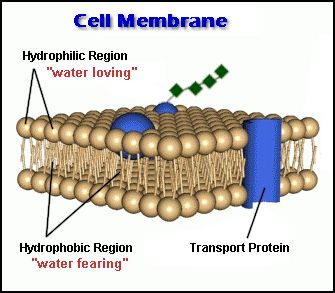 Cell Membrane
Hydrophilic Region
"water loving"
Hydrophobic Region
"water fearing"
Transport Protein